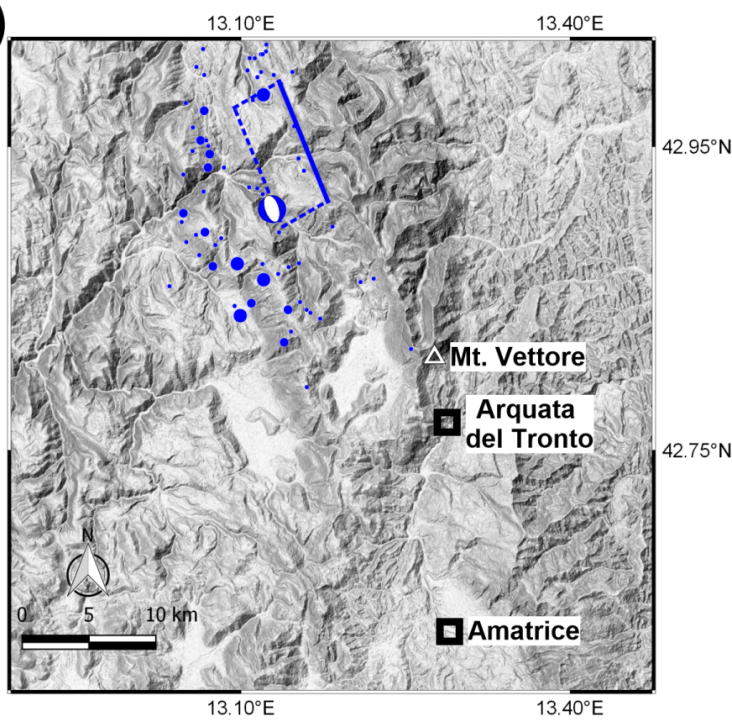 13.10°E 13.40°E
42.95°N
Mt. Vettore
Arquata
del Tronto
42.75°N
N
0 5 10 km
Amatrice
13.10°E 13.40°E